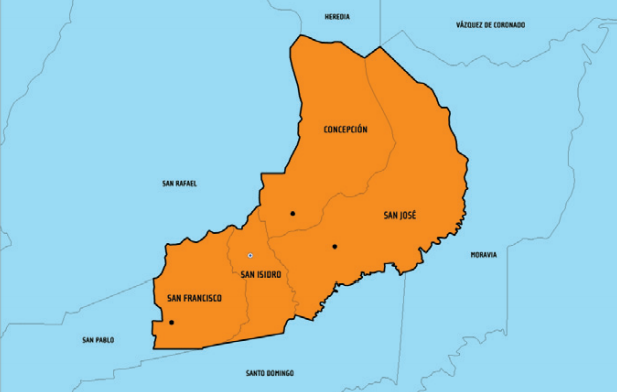 HEREDIA
VÁZQUEZ DE CORONADO
CONCEPCIÓN
SAN RAFAEL
SAN JOSÉ
MORAVIA
SAN ISIDRO
SAN FRANCISCO
SAN PABLO
SANTO DOMINGO